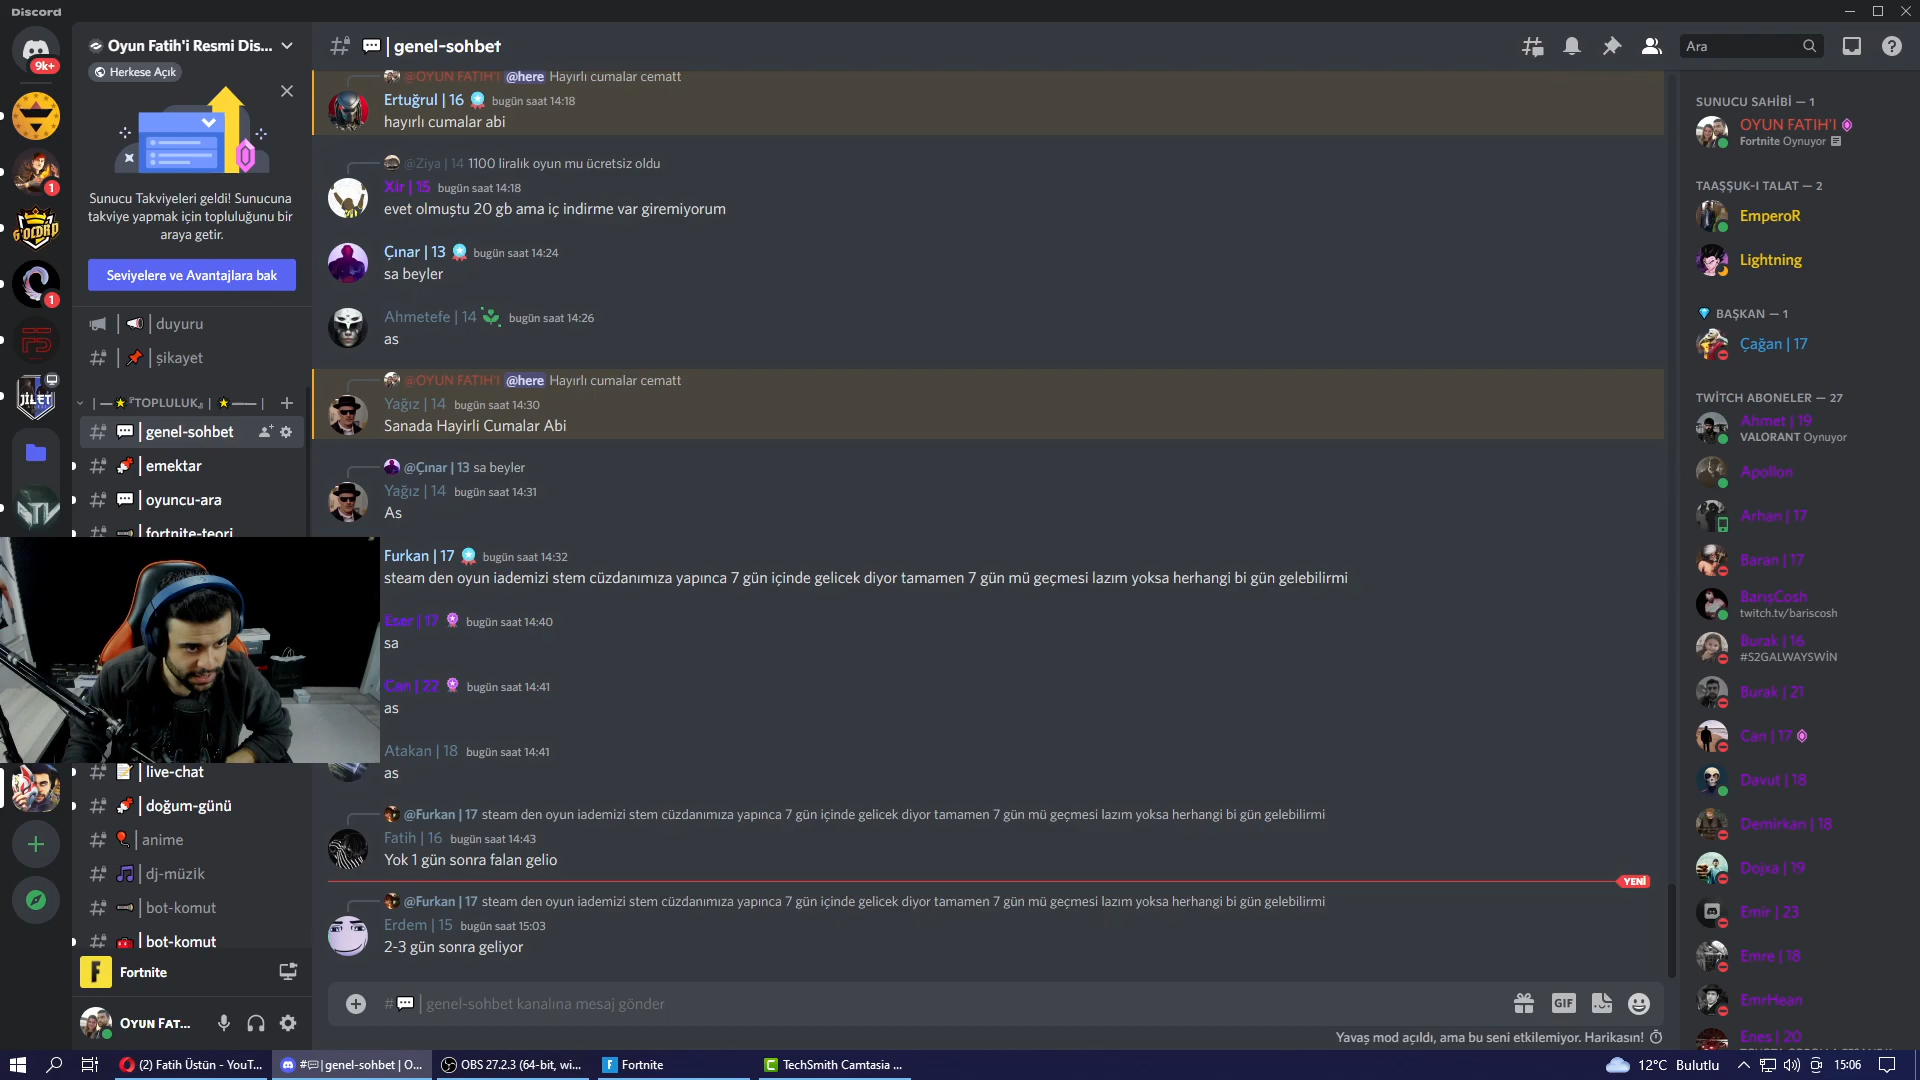 Discord
9k+
Oyun Fatih'i Resmi Dis...
Herkese Açık
Sunucu Takviyeleri geldi! Sunucuna
takviye yapmak için topluluğunu bir
araya getir.
Seviyelere ve Avantajlara bak
1
G'OLDRD
1
JİLET
duyuru
şikayet
TOPLULUK
genel-sohbet
emektar
oyuncu-ara
fortnite-teori
live-chat
doğum-günü
anime
dj-müzik
bot-komut
bot-komut
Fortnite
OYUN FAT...
genel-sohbet
Ara
@OYUN FATIH'I @here Hayırlı cumalar cematt
Ertuğrul | 16 bugün saat 14:18
hayırlı cumalar abi
@Ziya | 14 1100 liralık oyun mu ücretsiz oldu
Xir | 15 bugün saat 14:18
evet olmuştu 20 gb ama iç indirme var giremiyorum
Çınar | 13 bugün saat 14:24
sa beyler
Ahmetefe | 14 bugün saat 14:26
as
@OYUN FATIH'I @here Hayırlı cumalar cematt
Yağız | 14 bugün saat 14:30
Sanada Hayirli Cumalar Abi
@Çınar | 13 sa beyler
Yağız | 14 bugün saat 14:31
As
Furkan | 17 bugün saat 14:32
steam den oyun iademizi stem cüzdanımıza yapınca 7 gün içinde gelicek diyor tamamen 7 gün mü geçmesi lazım yoksa herhangi bi gün gelebilirmi
Eser | 17 bugün saat 14:40
sa
Can | 22 bugün saat 14:41
as
Atakan | 18 bugün saat 14:41
as
@Furkan | 17 steam den oyun iademizi stem cüzdanımıza yapınca 7 gün içinde gelicek diyor tamamen 7 gün mü geçmesi lazım yoksa herhangi bi gün gelebilirmi
Fatih | 16 bugün saat 14:43
Yok 1 gün sonra falan gelio
YENİ
@Furkan | 17 steam den oyun iademizi stem cüzdanımıza yapınca 7 gün içinde gelicek diyor tamamen 7 gün mü geçmesi lazım yoksa herhangi bi gün gelebilirmi
Erdem | 15 bugün saat 15:03
2-3 gün sonra geliyor
# | genel-sohbet kanalına mesaj gönder
GIF
Yavaş mod açıldı, ama bu seni etkilemiyor. Harikasın!
SUNUCU SAHİBİ — 1
OYUN FATIH'I
Fortnite Oynuyor
TAAŞŞUK-I TALAT — 2
EmperoR
Lightning
BAŞKAN — 1
Çağan | 17
TWİTCH ABONELER — 27
Ahmet | 19
VALORANT Oynuyor
Apollon
Arhan | 17
Baran | 17
BarısCosh
twitch.tv/bariscosh
Burak | 16
#S2GALWAYSWİN
Burak | 21
Can | 17
Davut | 18
Demirkan | 18
Dojxa | 19
Emir | 23
Emre | 18
EmrHean
Enes | 20
(2) Fatih Üstün - YouT...
# | genel-sohbet | O...
OBS 27.2.3 (64-bit, wi...
Fortnite
TechSmith Camtasia ...
12°C Bulutlu
15:06